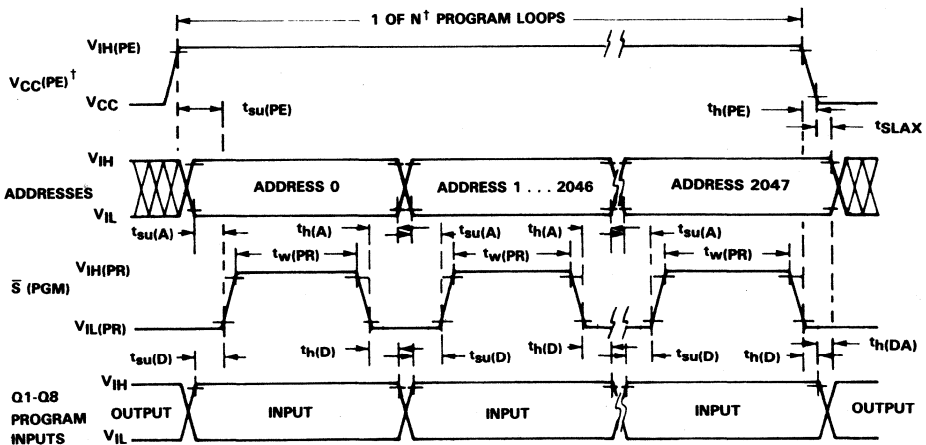 1 OF N† PROGRAM LOOPS
VIH(PE)
VCC(PE)†
VCC
tsu(PE)
th(PE)
tSLAX
VIH
ADDRESSES
VIL
ADDRESS 0
ADDRESS 1 . . . 2046
ADDRESS 2047
tsu(A)
th(A)
tsu(A)
th(A)
tsu(A)
VIH(PR)
S̅ (PGM)
VIL(PR)
tw(PR)
tw(PR)
tw(PR)
tsu(D)
th(D)
tsu(D)
th(D)
tsu(D)
th(D)
th(DA)
VIH
Q1-Q8
PROGRAM
INPUTS
VIL
OUTPUT
INPUT
INPUT
INPUT
OUTPUT